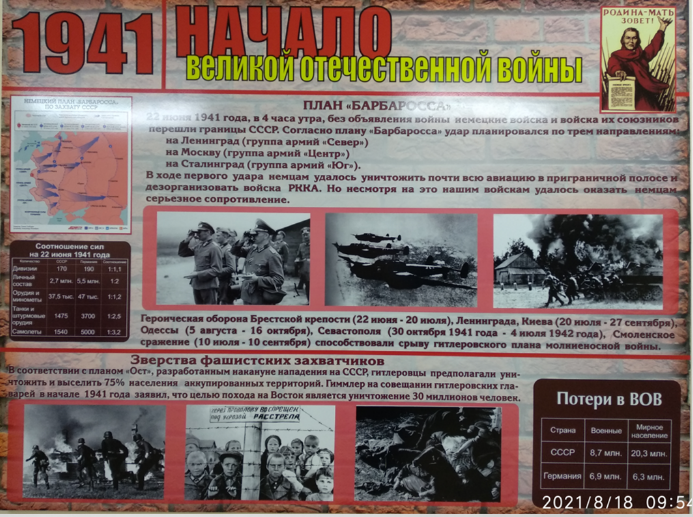 1941
НАЧАЛО
ВЕЛИКОЙ ОТЕЧЕСТВЕННОЙ ВОЙНЫ
РОДИНА-МАТЬ
ЗОВЕТ!
НЕМЕЦКИЙ ПЛАН "БАРБАРОССА"
ПО ЗАХВАТУ СССР
ПЛАН «БАРБАРОССА»
22 июня 1941 года, в 4 часа утра, без объявления войны немецкие войска и войска их союзников
перешли границы СССР. Согласно плану «Барбаросса» удар планировался по трем направлениям
на Ленинград (группа армий «Север»)
на Москву (группа армий «Центр»)
на Сталинград (группа армий «Юг»).
В ходе первого удара немцам удалось уничтожить почти всю авиацию в приграничной полосе и
дезорганизовать войска РККА. Но несмотря на это нашим войскам удалось оказать немцам
серьезное сопротивление.
Соотношение сил
на 22 июня 1941 года
Количество СССР Германия Соотношение
Дивизии 170 190 1:1,1
Личный
состав 2,7 млн. 5,5 млн. 1:2
Орудия и
минометы 37,5 тыс. 47 тыс. 1:1,2
Танки и
штурмовые
орудия 1475 3700 1:2,5
Самолеты 1540 5000 1:3,2
Героическая оборона Брестской крепости (22 июня - 20 июля), Ленинграда, Киева (20 июля - 27 сентября),
Одессы (5 августа - 16 октября), Севастополя (30 октября 1941 года - 4 июля 1942 года), Смоленское
сражение (10 июля - 10 сентября) способствовали срыву гитлеровского плана молниеносной войны.
Зверства фашистских захватчиков
В соответствии с планом «Ост», разработанным накануне нападения на СССР, гитлеровцы предполагали уни-
чтожить и выселить 75% населения аккупированных территорий. Гиммлер на совещании гитлеровских гла-
варей в начале 1941 года заявил, что целью похода на Восток является уничтожение 30 миллионов человек.
РАССТРЕЛА
Потери в ВОВ
Страна Военные Мирное
население
СССР 8,7 млн. 20,3 млн.
Германия 6,9 млн. 6,3 млн.
2021/8/18 09:54